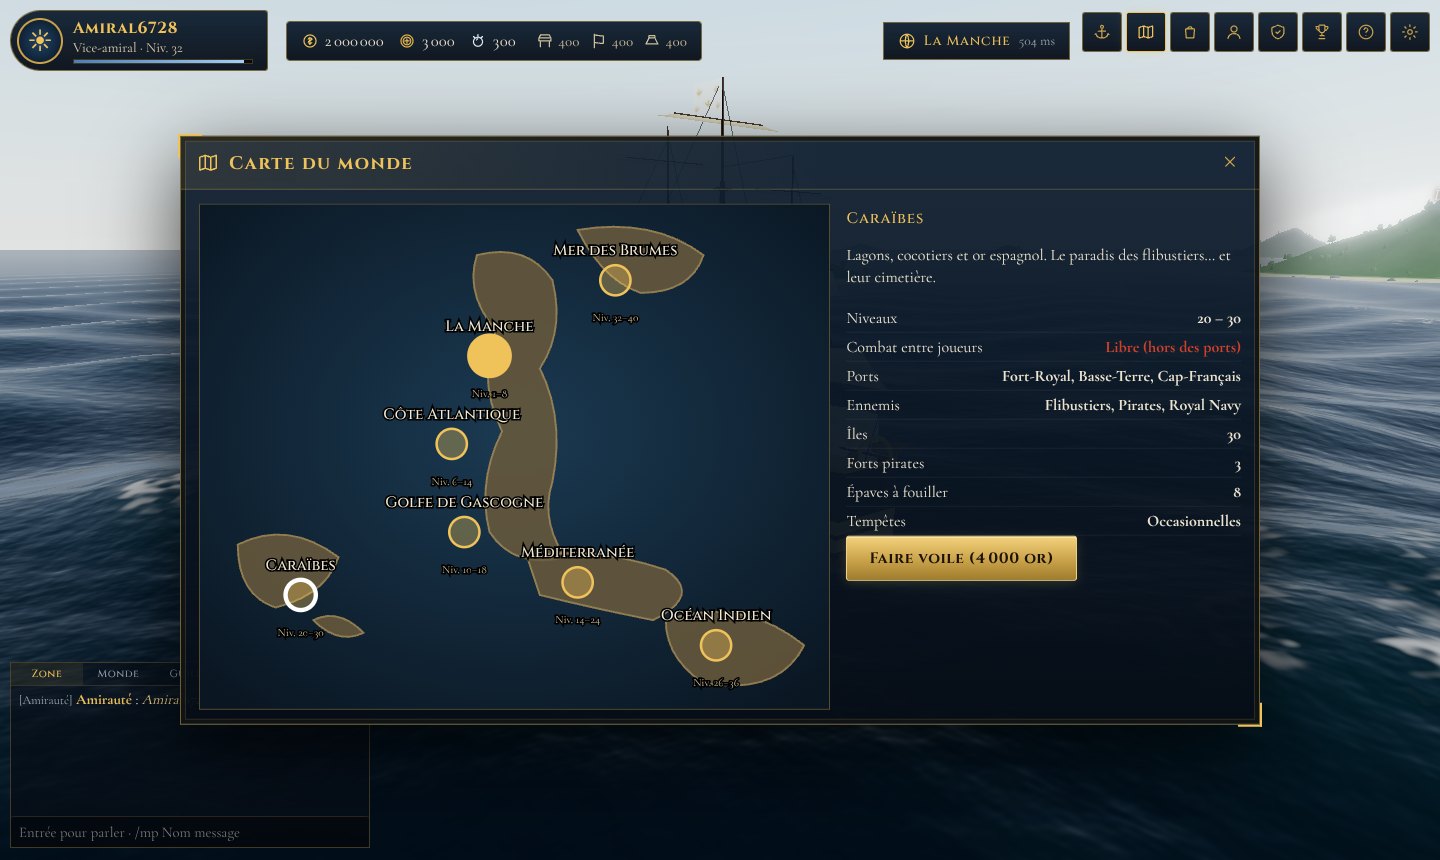 Amiral6728
Vice-amiral · Niv. 32
2 000 000 3 000 300 400 400 400
La Manche 504 ms
Carte du monde
Mer des Brumes
Niv. 32–40
La Manche
Niv. 1–8
Côte Atlantique
Niv. 6–14
Golfe de Gascogne
Niv. 10–18
Méditerranée
Niv. 14–24
Caraïbes
Niv. 20–30
Océan Indien
Niv. 26–36
Caraïbes
Lagons, cocotiers et or espagnol. Le paradis des flibustiers… et
leur cimetière.
Niveaux 20 – 30
Combat entre joueurs Libre (hors des ports)
Ports Fort-Royal, Basse-Terre, Cap-Français
Ennemis Flibustiers, Pirates, Royal Navy
Îles 30
Forts pirates 3
Épaves à fouiller 8
Tempêtes Occasionnelles
Faire voile (4 000 or)
Zone Monde
[Amirauté] Amirauté : Amira
Entrée pour parler · /mp Nom message